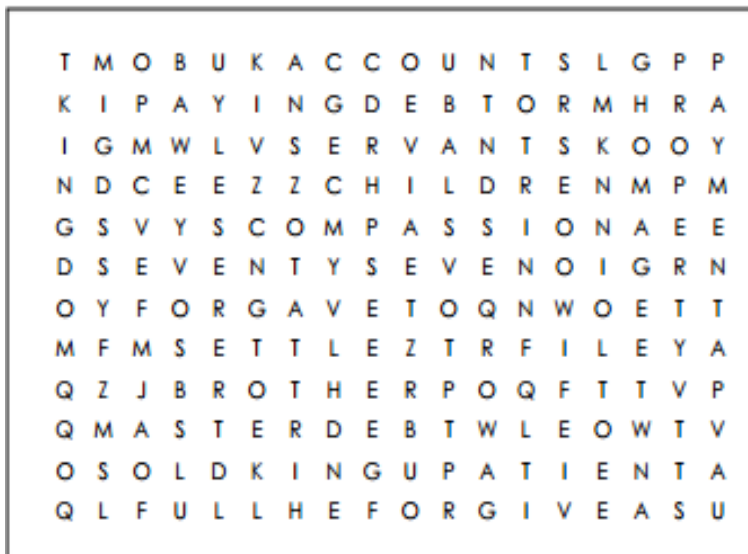 T M O B U K A C C O U N T S L G P P
K I P A Y I N G D E B T O R M H R A
I G M W L V S E R V A N T S K O O Y
N D C E E Z Z C H I L D R E N M P M
G S V Y S C O M P A S S I O N A E E
D S E V E N T Y S E V E N O I G R N
O Y F O R G A V E T O Q N W O E T T
M F M S E T T L E Z T R F I L E Y A
Q Z J B R O T H E R P O Q F T T V P
Q M A S T E R D E B T W L E O W T V
O S O L D K I N G U P A T I E N T A
Q L F U L L H E F O R G I V E A S U